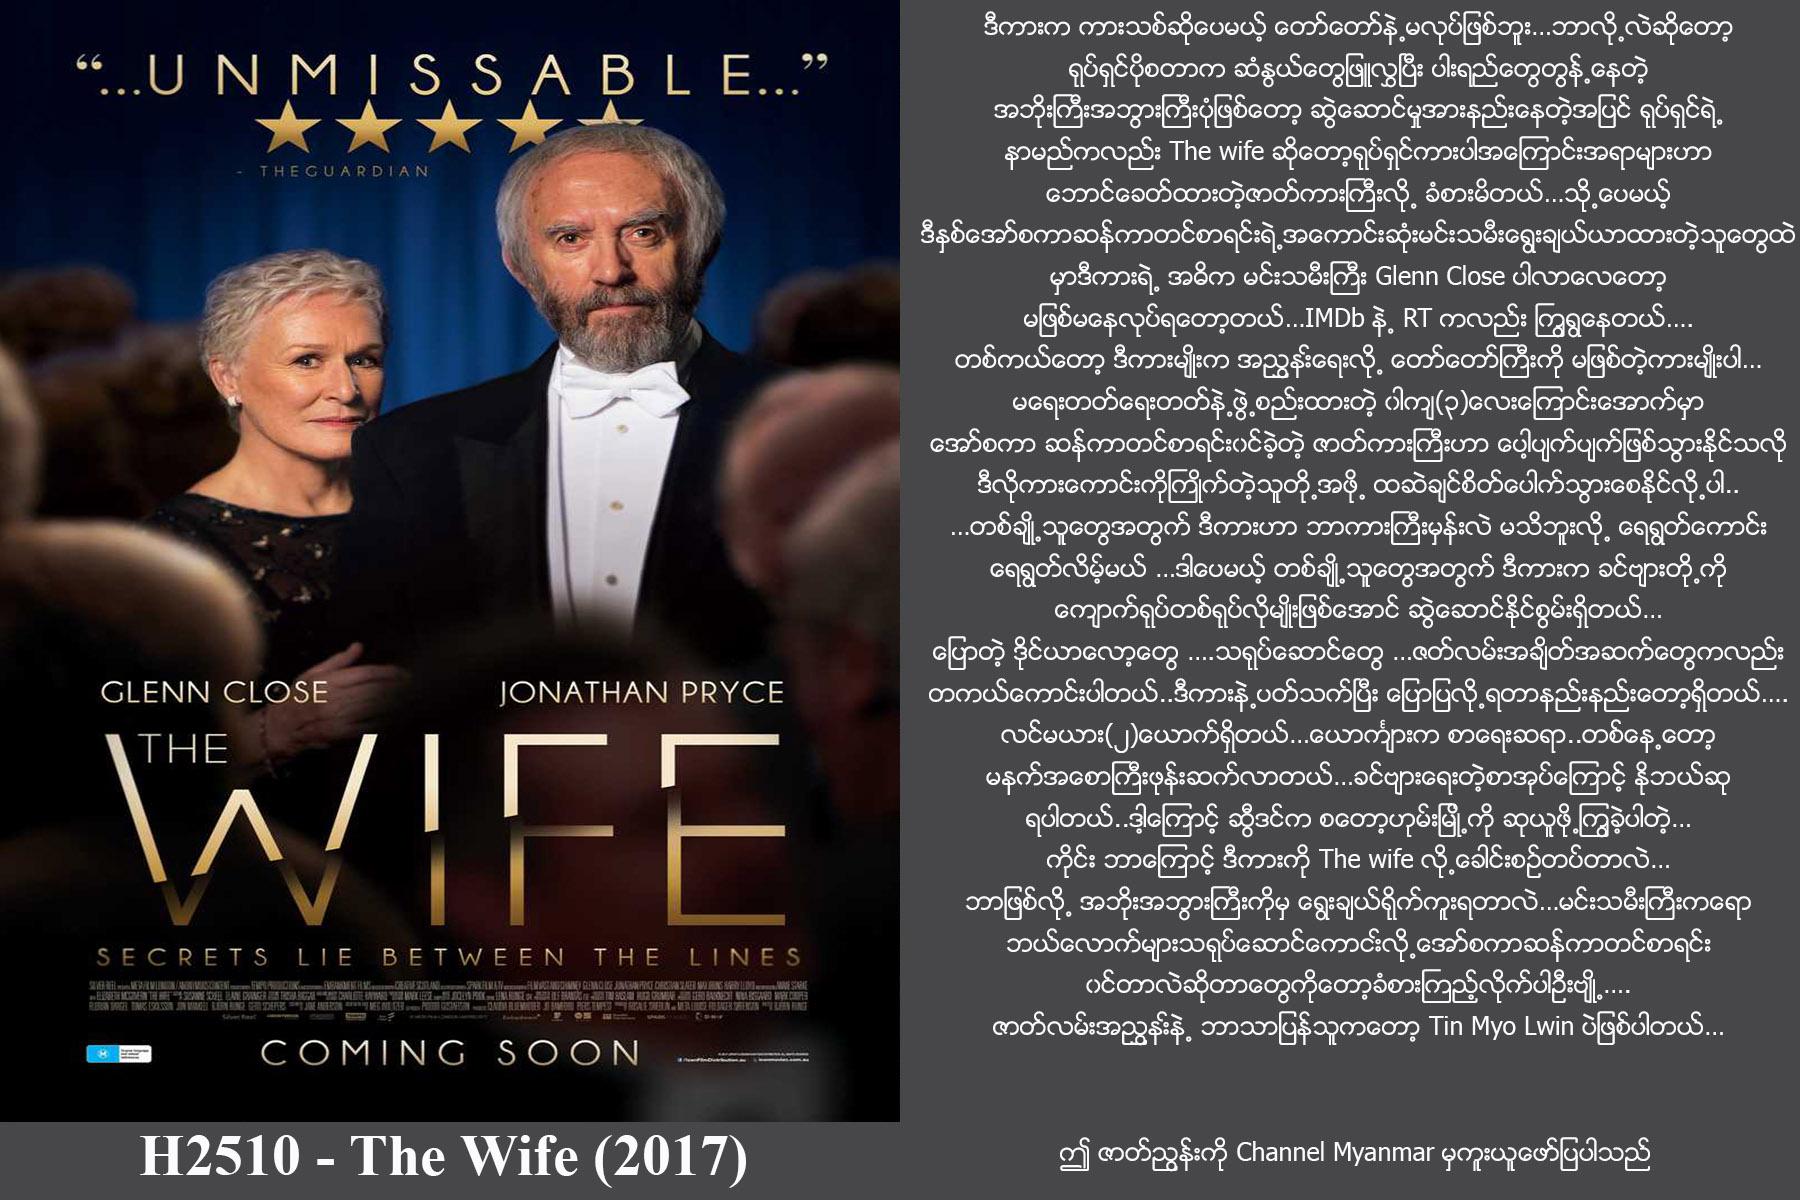 “...UNMISSABLE...”
- THEGUARDIAN
GLENN CLOSE
JONATHAN PRYCE
THE
WIFE
SECRETS LIE BETWEEN THE LINES
COMING SOON
H2510 - The Wife (2017)
ဒီကားက ကားသစ်ဆိုပေမယ့် တော်တော်နဲ့မလုပ်ဖြစ်ဘူး...ဘာလို့လဲဆိုတော့
ရုပ်ရှင်ပိုစတာက ဆံနွယ်တွေဖြူလွှပြီး ပါးရည်တွေတွန့်နေတဲ့
အဘိုးကြီးအဘွားကြီးပုံဖြစ်တော့ ဆွဲဆောင်မှုအားနည်းနေတဲ့အပြင် ရုပ်ရှင်ရဲ့
နာမည်ကလည်း The wife ဆိုတော့ရုပ်ရှင်ကားပါအကြောင်းအရာများဟာ
ဘောင်ခေတ်ထားတဲ့ဇာတ်ကားကြီးလို့ ခံစားမိတယ်...သို့ပေမယ့်
ဒီနှစ်အော်စကာဆန်ကာတင်စာရင်းရဲ့အကောင်းဆုံးမင်းသမီးရွေးချယ်ယာထားတဲ့သူတွေထဲ
မှာဒီကားရဲ့ အဓိက မင်းသမီးကြီး Glenn Close ပါလာလေတော့
မဖြစ်မနေလုပ်ရတော့တယ်...IMDb နဲ့ RT ကလည်း ကြွရွနေတယ်....
တစ်ကယ်တော့ ဒီကားမျိုးက အညွှန်းရေးလို့ တော်တော်ကြီးကို မဖြစ်တဲ့ကားမျိုးပါ...
မရေးတတ်ရေးတတ်နဲ့ဖွဲ့စည်းထားတဲ့ ဝါကျ(၃)လေးကြောင်းအောက်မှာ
အော်စကာ ဆန်ကာတင်စာရင်းဝင်ခဲ့တဲ့ ဇာတ်ကားကြီးဟာ ပေါ့ပျက်ပျက်ဖြစ်သွားနိုင်သလို
ဒီလိုကားကောင်းကိုကြိုက်တဲ့သူတို့အဖို့ ထဆဲချင်စိတ်ပေါက်သွားစေနိုင်လို့ပါ..
...တစ်ချို့သူတွေအတွက် ဒီကားဟာ ဘာကားကြီးမှန်းလဲ မသိဘူးလို့ ရေရွတ်ကောင်း
ရေရွတ်လိမ့်မယ် ...ဒါပေမယ့် တစ်ချို့သူတွေအတွက် ဒီကားက ခင်ဗျားတို့ကို
ကျောက်ရုပ်တစ်ရုပ်လိုမျိုးဖြစ်အောင် ဆွဲဆောင်နိုင်စွမ်းရှိတယ်...
ပြောတဲ့ ဒိုင်ယာလော့တွေ ....သရုပ်ဆောင်တွေ ...ဇတ်လမ်းအချိတ်အဆက်တွေကလည်း
တကယ်ကောင်းပါတယ်..ဒီကားနဲ့ပတ်သက်ပြီး ပြောပြလို့ရတာနည်းနည်းတော့ရှိတယ်....
လင်မယား(၂)ယောက်ရှိတယ်...ယောင်္ကျားက စာရေးဆရာ..တစ်နေ့တော့
မနက်အစောကြီးဖုန်းဆက်လာတယ်...ခင်ဗျားရေးတဲ့စာအုပ်ကြောင့် နိုဘယ်ဆု
ရပါတယ်..ဒါ့ကြောင့် ဆွီဒင်က စတော့ဟုမ်းမြို့ကို ဆုယူဖို့ကြွခဲ့ပါတဲ့...
ကိုင်း ဘာကြောင့် ဒီကားကို The wife လို့ခေါင်းစဉ်တပ်တာလဲ...
ဘာဖြစ်လို့ အဘိုးအဘွားကြီးကိုမှ ရွေးချယ်ရိုက်ကူးရတာလဲ...မင်းသမီးကြီးကရော
ဘယ်လောက်များသရုပ်ဆောင်ကောင်းလို့အော်စကာဆန်ကာတင်စာရင်း
ဝင်တာလဲဆိုတာတွေကိုတော့ခံစားကြည့်လိုက်ပါဦးဗျို့....
ဇာတ်လမ်းအညွှန်းနဲ့ ဘာသာပြန်သူကတော့ Tin Myo Lwin ပဲဖြစ်ပါတယ်...
ဤ ဇာတ်ညွှန်းကို Channel Myanmar မှကူးယူဖော်ပြပါသည်